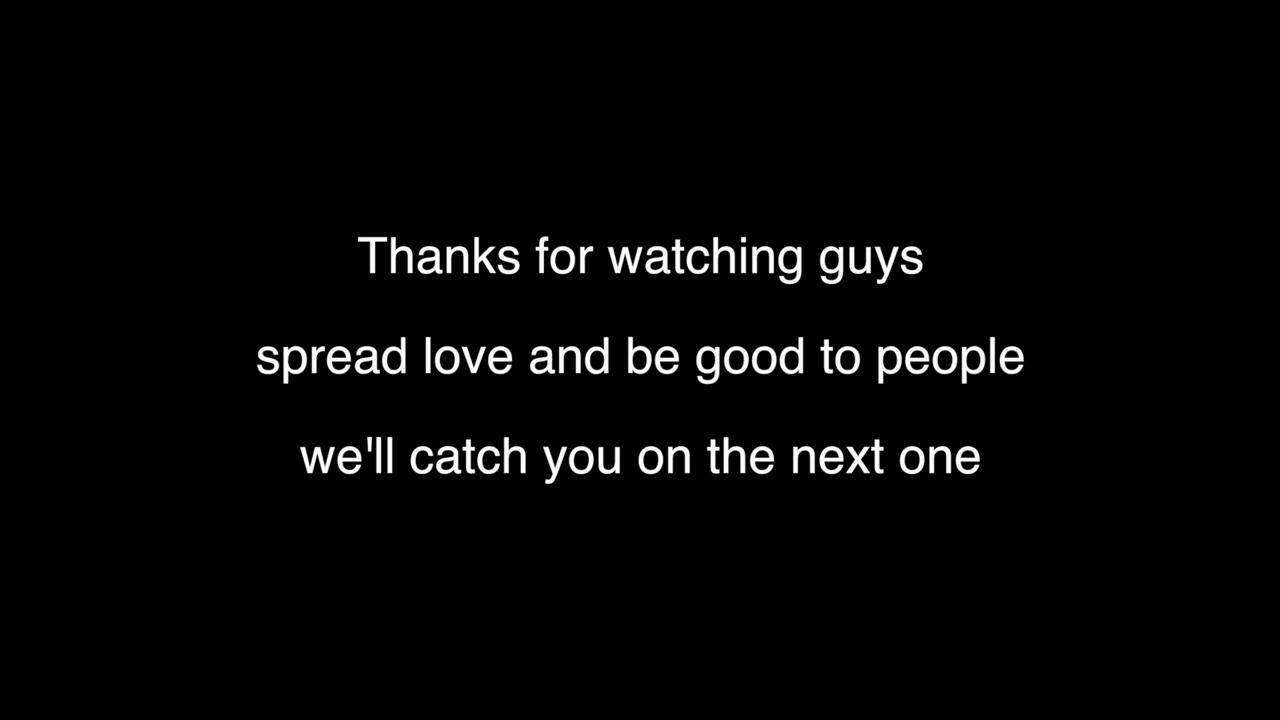 Thanks for watching guys
spread love and be good to people
we'll catch you on the next one